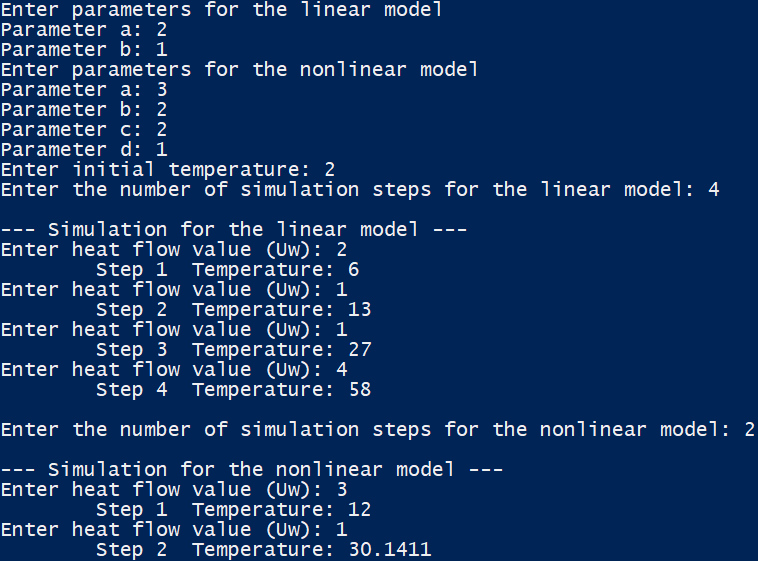 Enter parameters for the linear model
Parameter a: 2
Parameter b: 1
Enter parameters for the nonlinear model
Parameter a: 3
Parameter b: 2
Parameter c: 2
Parameter d: 1
Enter initial temperature: 2
Enter the number of simulation steps for the linear model: 4
--- Simulation for the linear model ---
Enter heat flow value (Uw): 2
Step 1  Temperature: 6
Enter heat flow value (Uw): 1
Step 2  Temperature: 13
Enter heat flow value (Uw): 1
Step 3  Temperature: 27
Enter heat flow value (Uw): 4
Step 4  Temperature: 58
Enter the number of simulation steps for the nonlinear model: 2
--- Simulation for the nonlinear model ---
Enter heat flow value (Uw): 3
Step 1  Temperature: 12
Enter heat flow value (Uw): 1
Step 2  Temperature: 30.1411